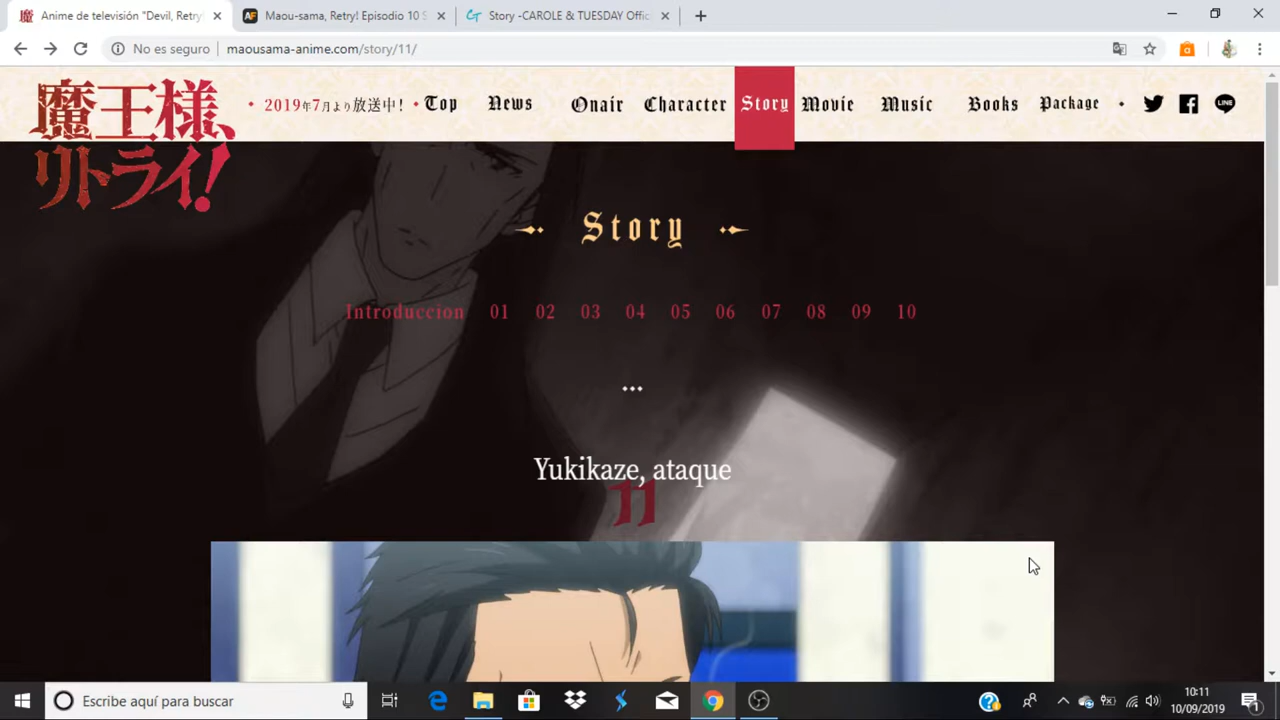 Anime de televisión "Devil, Retry!
Maou-sama, Retry! Episodio 10 S
Story -CAROLE & TUESDAY Offic
No es seguro
maousama-anime.com/story/11/
魔王様、
リトライ!
2019年7月より放送中!
Top
News
Onair
Character
Story
Movie
Music
Books
Package
LINE
Story
Introduccion 01 02 03 04 05 06 07 08 09 10
...
Yukikaze, ataque
11
Escribe aquí para buscar
10:11
10/09/2019